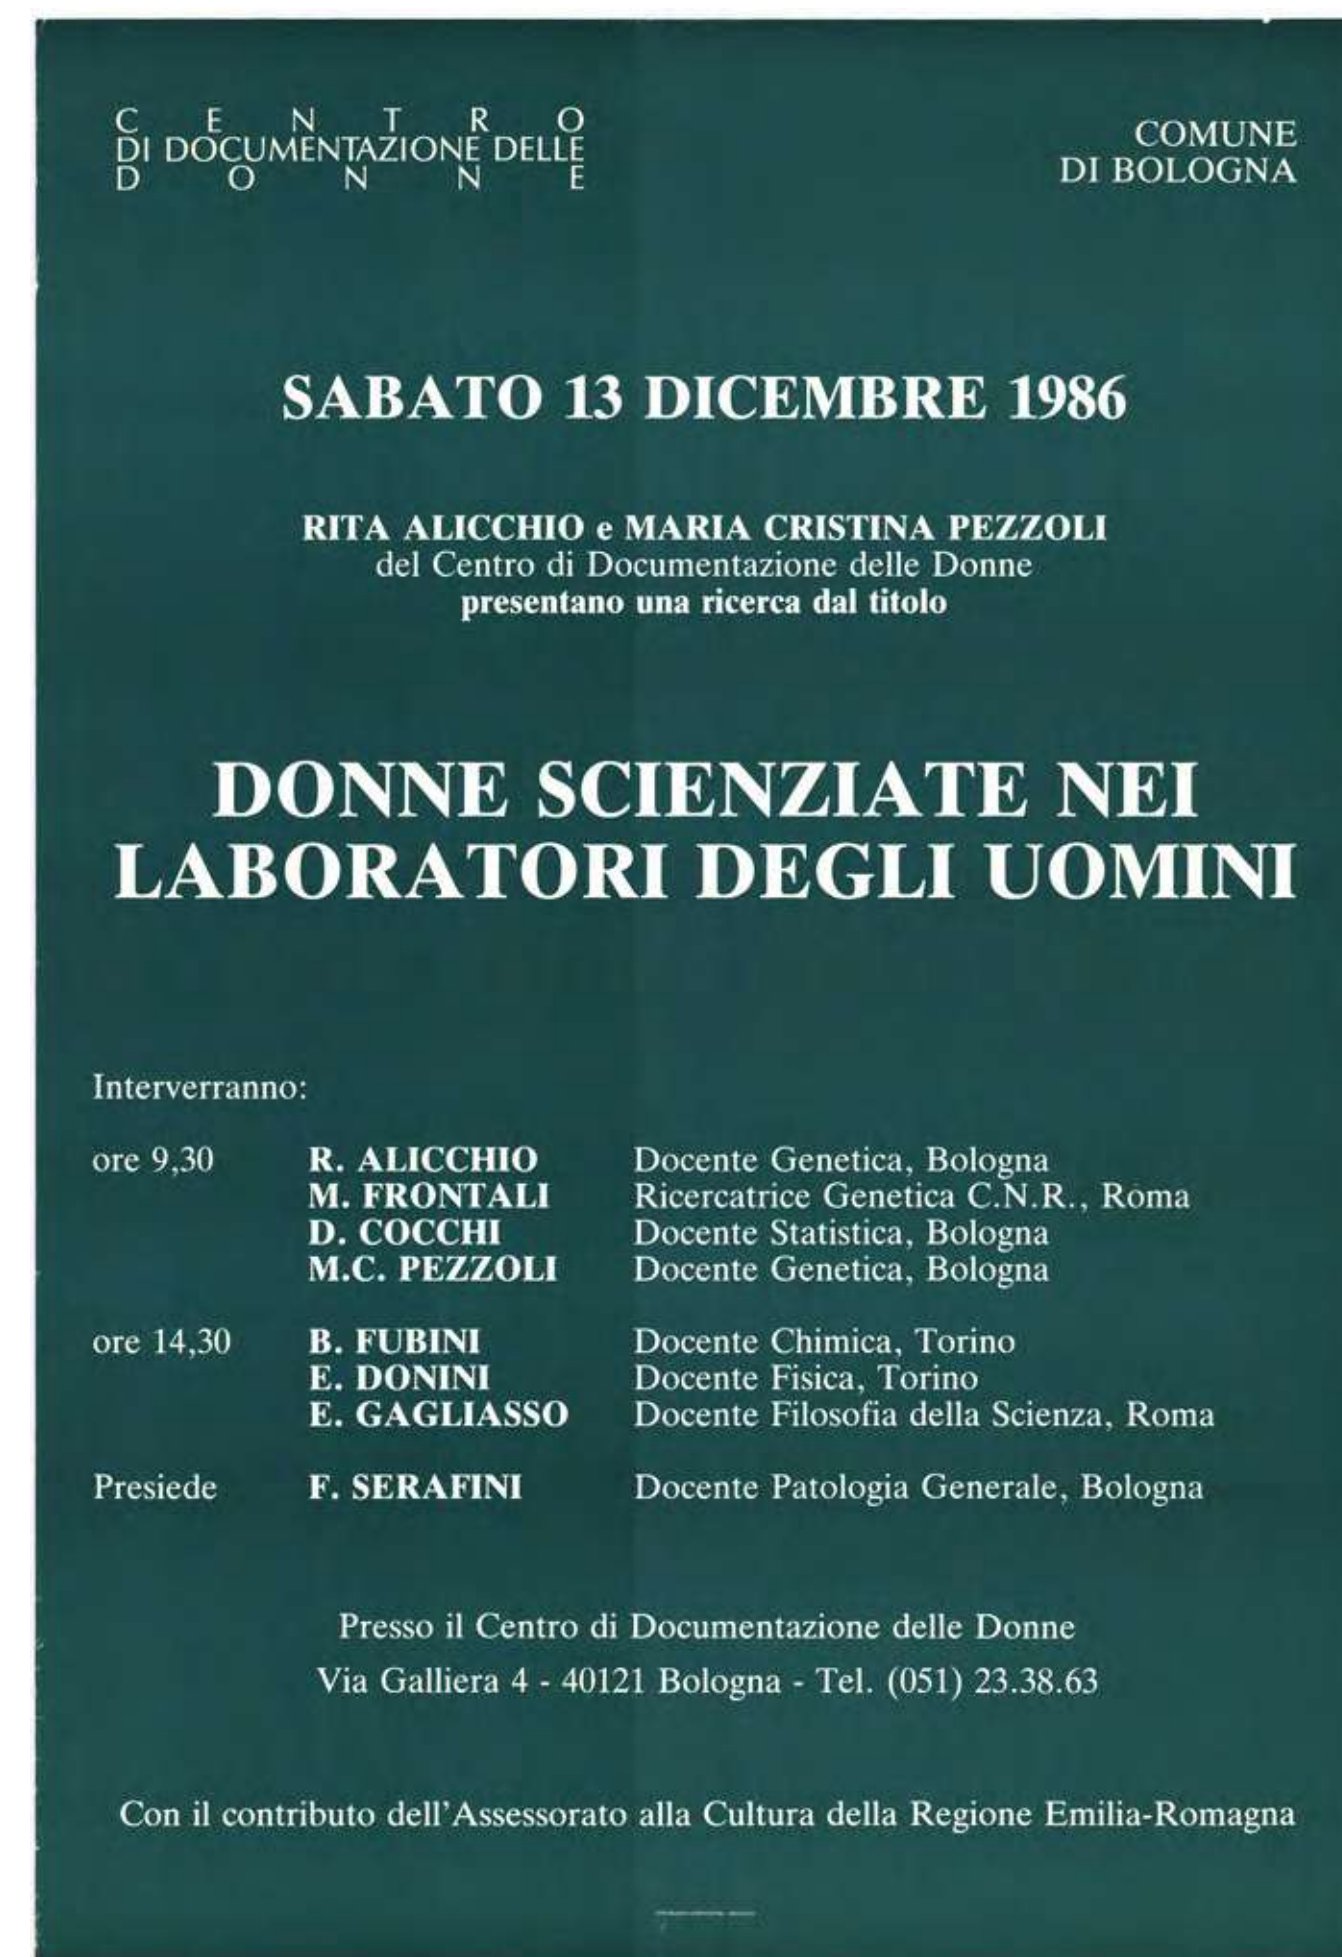 CENTRO
DI DOCUMENTAZIONE DELLE
DONNE
COMUNE
DI BOLOGNA
SABATO 13 DICEMBRE 1986
RITA ALICCHIO e MARIA CRISTINA PEZZOLI
del Centro di Documentazione delle Donne
presentano una ricerca dal titolo
DONNE SCIENZIATE NEI
LABORATORI DEGLI UOMINI
Interverranno:
ore 9,30 R. ALICCHIO Docente Genetica, Bologna
M. FRONTALI Ricercatrice Genetica C.N.R., Roma
D. COCCHI Docente Statistica, Bologna
M.C. PEZZOLI Docente Genetica, Bologna
ore 14,30 B. FUBINI Docente Chimica, Torino
E. DONINI Docente Fisica, Torino
E. GAGLIASSO Docente Filosofia della Scienza, Roma
Presiede F. SERAFINI Docente Patologia Generale, Bologna
Presso il Centro di Documentazione delle Donne
Via Galliera 4 - 40121 Bologna - Tel. (051) 23.38.63
Con il contributo dell'Assessorato alla Cultura della Regione Emilia-Romagna